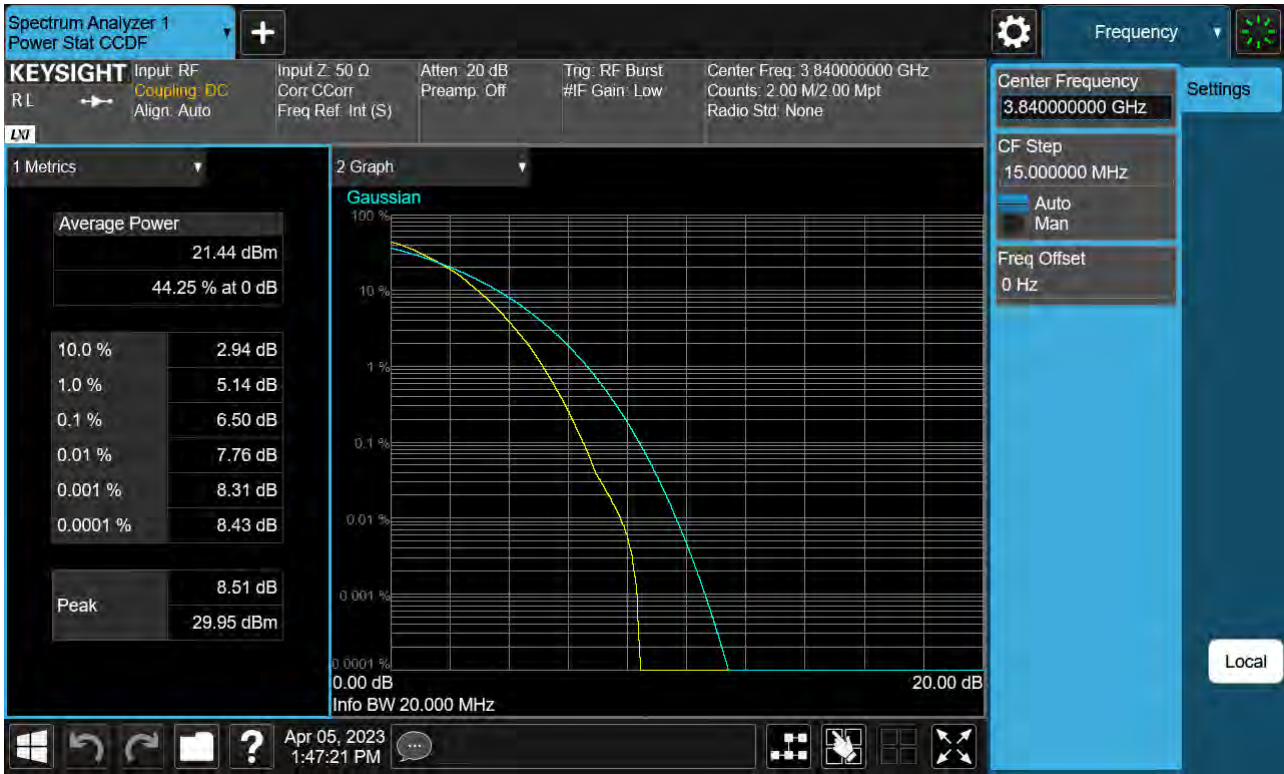 Spectrum Analyzer 1
Power Stat CCDF
Frequency
KEYSIGHT
RL
LXI
Input: RF
Coupling: DC
Align: Auto
Input Z: 50 Ω
Corr CCorr
Freq Ref: Int (S)
Atten: 20 dB
Preamp: Off
Trig: RF Burst
#IF Gain: Low
Center Freq: 3.840000000 GHz
Counts: 2.00 M/2.00 Mpt
Radio Std: None
Center Frequency
3.840000000 GHz
Settings
CF Step
15.000000 MHz
Auto
Man
Freq Offset
0 Hz
1 Metrics
Average Power
21.44 dBm
44.25 % at 0 dB
10.0 % 2.94 dB
1.0 % 5.14 dB
0.1 % 6.50 dB
0.01 % 7.76 dB
0.001 % 8.31 dB
0.0001 % 8.43 dB
Peak
8.51 dB
29.95 dBm
2 Graph
Gaussian
100 %
10 %
1 %
0.1 %
0.01 %
0.001 %
0.0001 %
0.00 dB 20.00 dB
Info BW 20.000 MHz
Local
?
Apr 05, 2023
1:47:21 PM